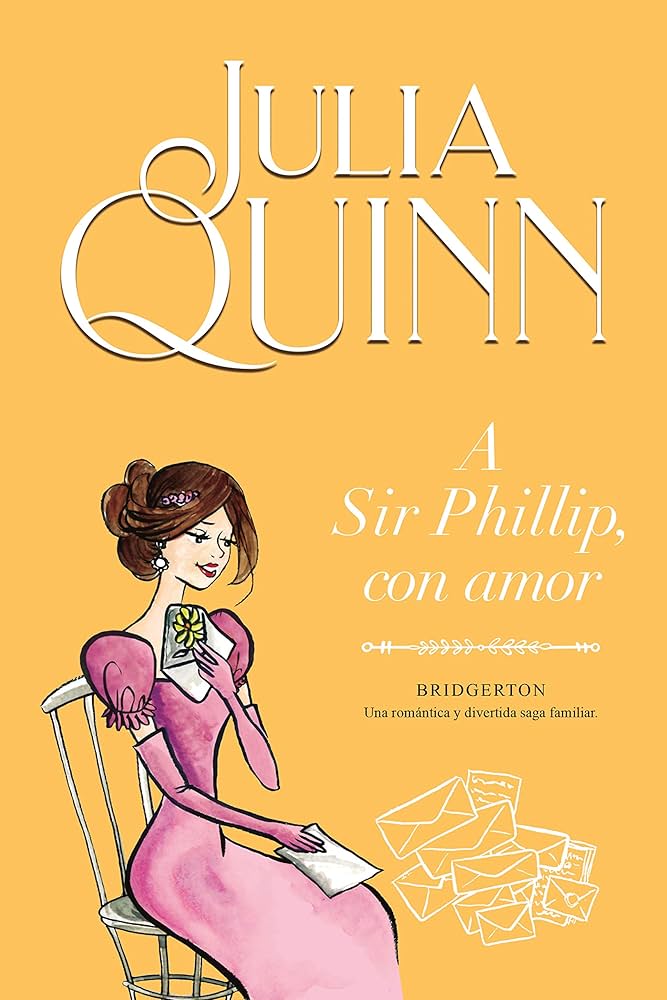 JULIA
QUINN
A
Sir Phillip,
con amor
BRIDGERTON
Una romántica y divertida saga familiar.